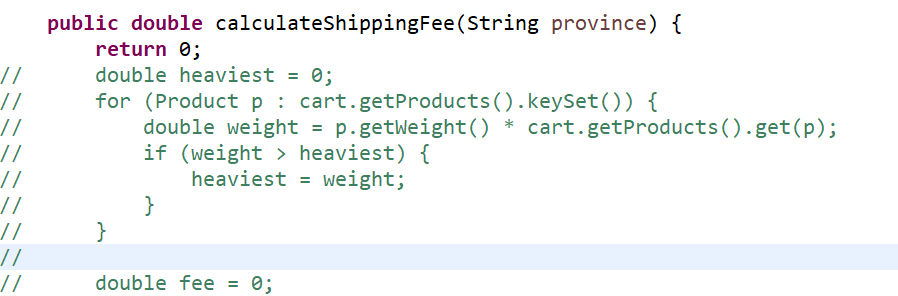 public double calculateShippingFee(String province) {
return 0;
// double heaviest = 0;
// for (Product p : cart.getProducts().keySet()) {
// double weight = p.getWeight() * cart.getProducts().get(p);
// if (weight > heaviest) {
// heaviest = weight;
// }
// }
//
// double fee = 0;